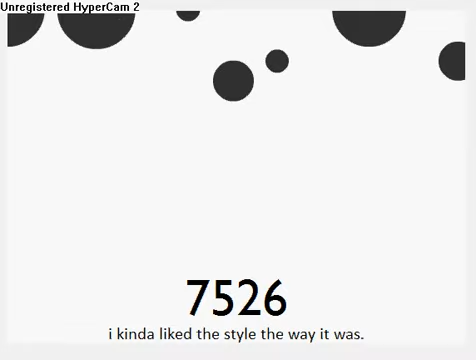 Unregistered HyperCam 2
7526
i kinda liked the style the way it was.